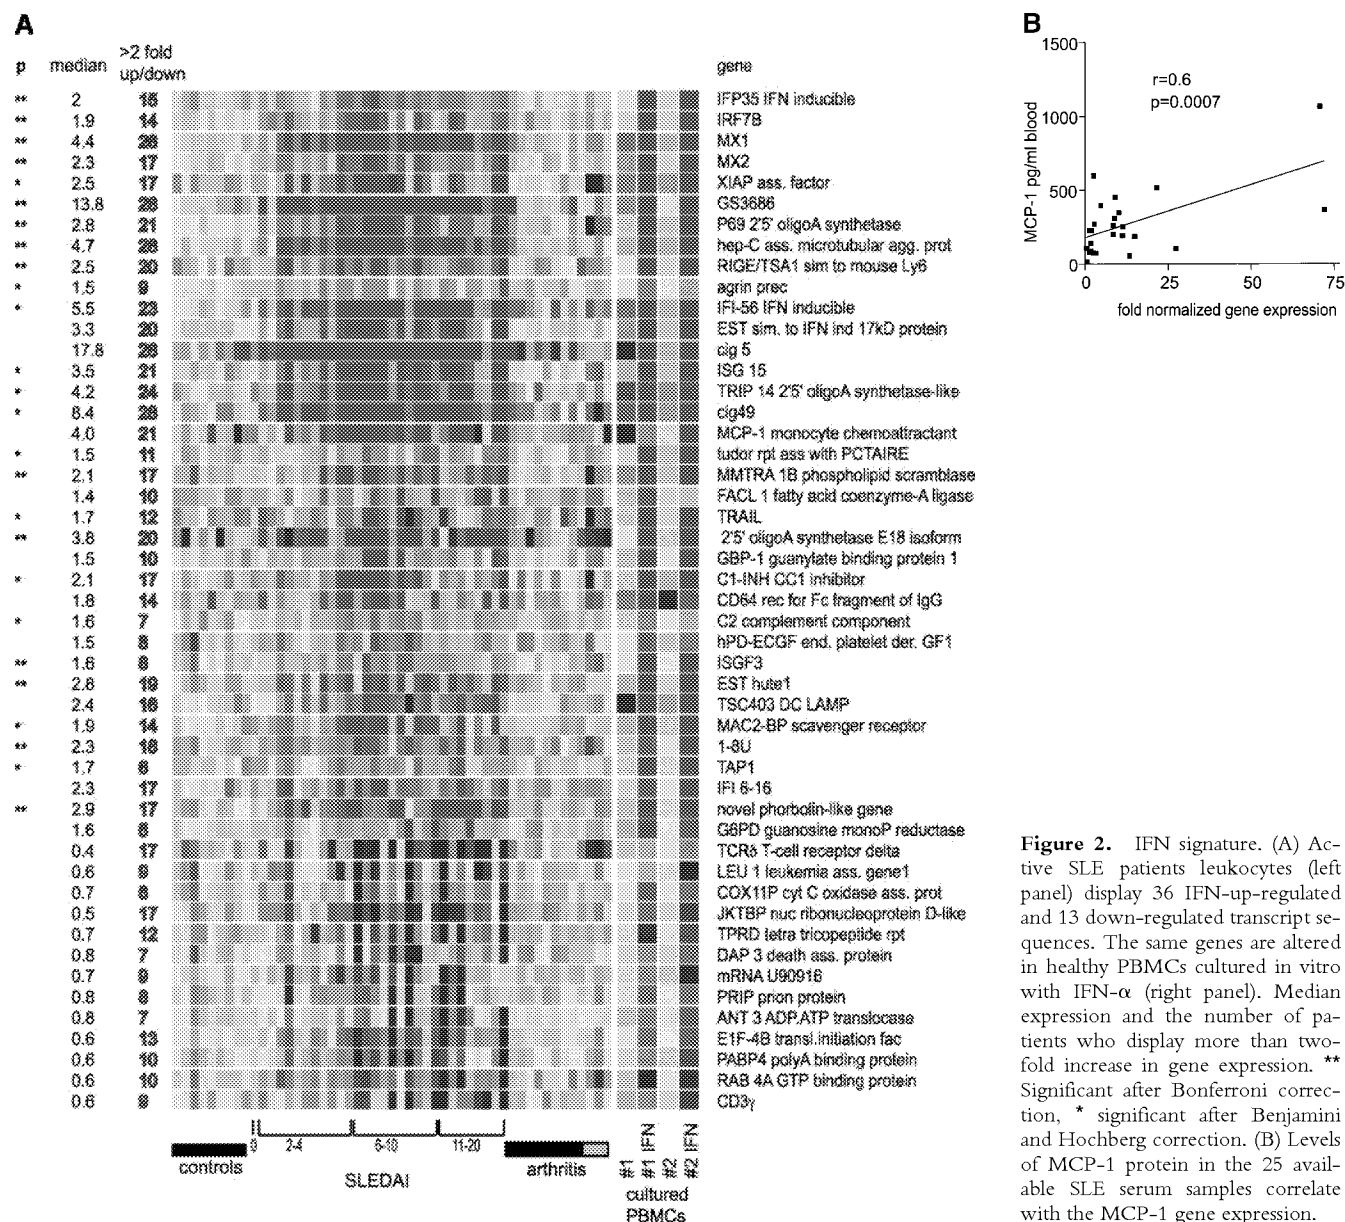 A
p median >2 fold up/down gene
** 2 15 IFP35 IFN inducible
** 1.9 14 IRF7B
** 4.4 26 MX1
** 2.3 17 MX2
* 2.5 17 XIAP ass. factor
** 13.8 28 GS3686
** 2.8 21 P69 2'5' oligoA synthetase
** 4.7 26 hep-C ass. microtubular agg. prot
** 2.5 20 RIGE/TSA1 sim to mouse Ly6
* 1.5 9 agrin prec
* 5.5 23 IFI-56 IFN inducible
3.3 20 EST sim. to IFN ind 17kD protein
17.8 28 cig 5
* 3.5 21 ISG 15
* 4.2 24 TRIP 14 2'5' oligoA synthetase-like
* 8.4 28 cig49
4.0 21 MCP-1 monocyte chemoattractant
* 1.5 11 tudor rpt ass with PCTAIRE
** 2.1 17 MMTRA 1B phospholipid scramblase
1.4 10 FACL 1 fatty acid coenzyme-A ligase
* 1.7 12 TRAIL
** 3.8 20 2'5' oligoA synthetase E18 isoform
1.5 10 GBP-1 guanylate binding protein 1
* 2.1 17 C1-INH CC1 inhibitor
1.8 14 CD64 rec for Fc fragment of IgG
* 1.6 7 C2 complement component
1.5 8 hPD-ECGF end. platelet der. GF1
** 1.6 8 ISGF3
** 2.8 19 EST hute1
2.4 16 TSC403 DC LAMP
* 1.9 14 MAC2-BP scavenger receptor
** 2.3 18 1-8U
* 1.7 6 TAP1
2.3 17 IFI 6-16
** 2.9 17 novel phorbolin-like gene
1.6 6 G6PD guanosine monoP reductase
0.4 17 TCRδ T-cell receptor delta
0.6 9 LEU 1 leukemia ass. gene1
0.7 8 COX11P cyt C oxidase ass. prot
0.5 17 JKTBP nuc ribonucleoprotein D-like
0.7 12 TPRD tetra tricopeptide rpt
0.8 7 DAP 3 death ass. protein
0.7 9 mRNA U90916
0.8 8 PRIP prion protein
0.8 7 ANT 3 ADP,ATP translocase
0.6 13 E1F-4B transl.initiation fac
0.6 10 PABP4 polyA binding protein
0.6 10 RAB 4A GTP binding protein
0.6 9 CD3γ
0 2-4 6-10 11-20
controls SLEDAI arthritis
#1 #1 IFN #2 #2 IFN
cultured
PBMCs
B
MCP-1 pg/ml blood
1500
1000
500
0
r=0.6
p=0.0007
0 25 50 75
fold normalized gene expression
Figure 2. IFN signature. (A) Ac-
tive SLE patients leukocytes (left
panel) display 36 IFN-up-regulated
and 13 down-regulated transcript se-
quences. The same genes are altered
in healthy PBMCs cultured in vitro
with IFN-α (right panel). Median
expression and the number of pa-
tients who display more than two-
fold increase in gene expression. **
Significant after Bonferroni correc-
tion, * significant after Benjamini
and Hochberg correction. (B) Levels
of MCP-1 protein in the 25 avail-
able SLE serum samples correlate
with the MCP-1 gene expression.